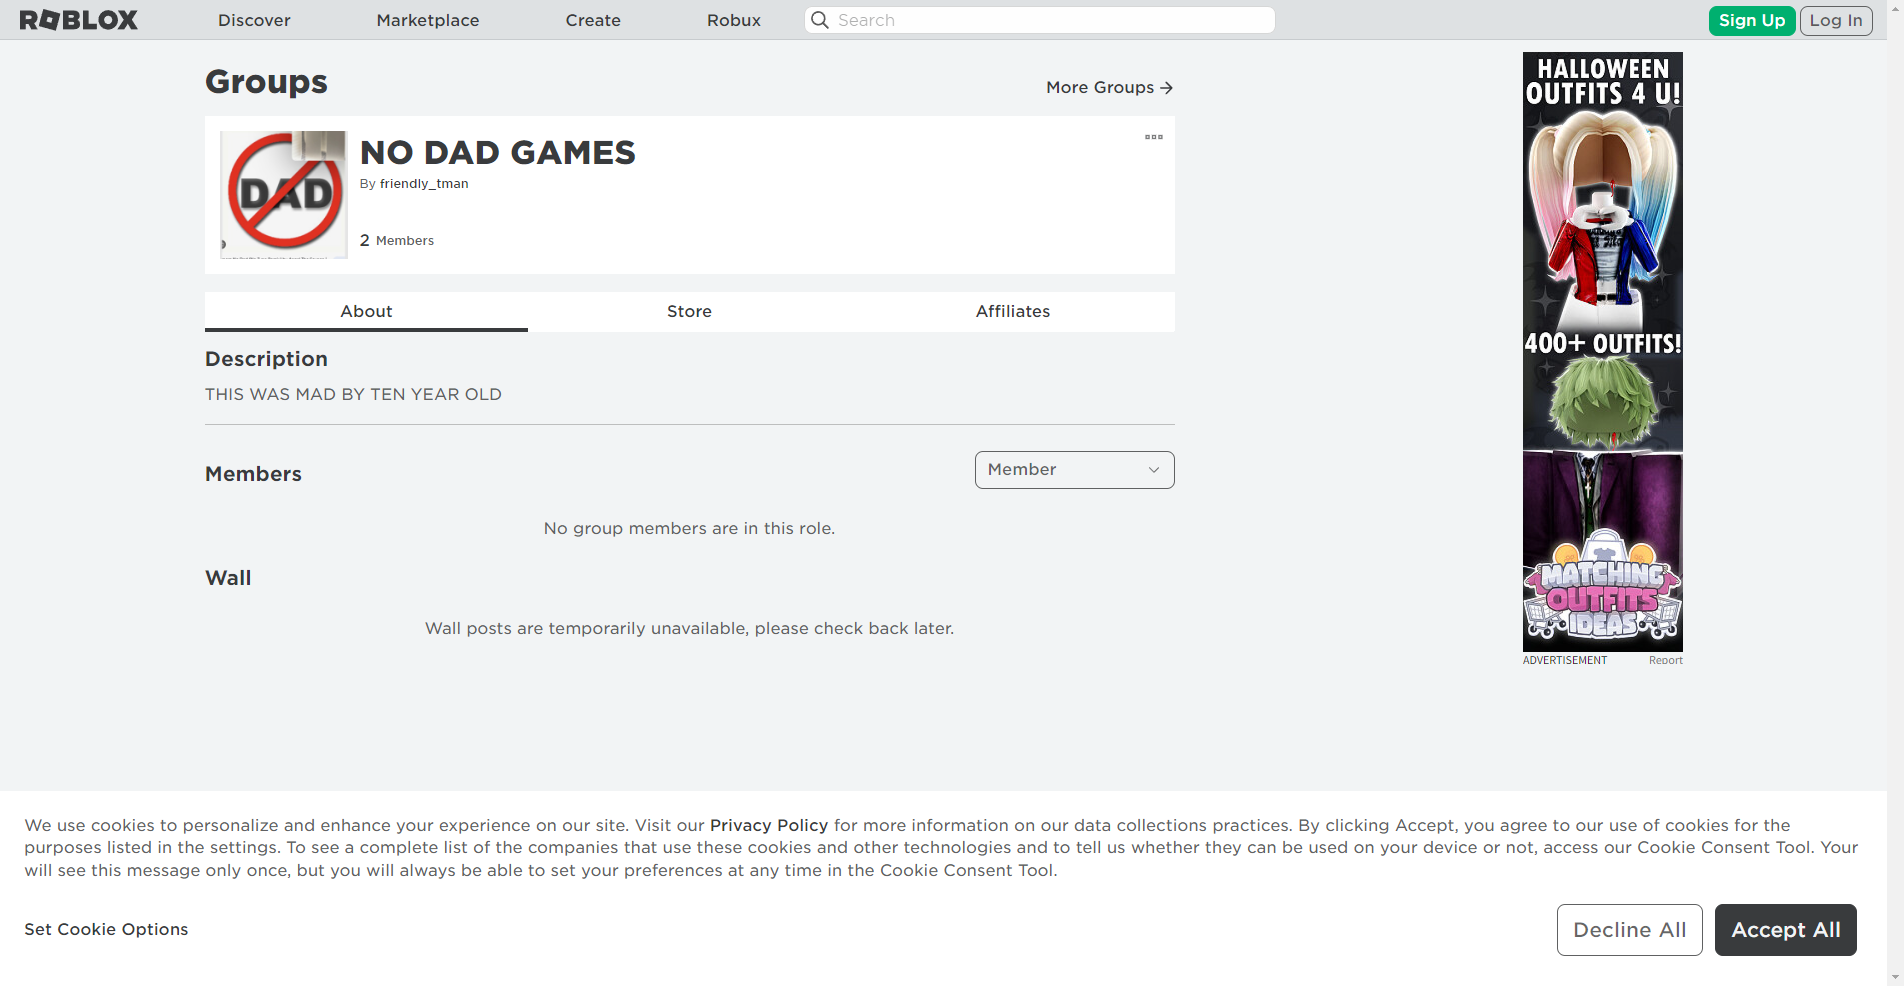 ROBLOX Discover Marketplace Create Robux Search Sign Up Log In
Groups
More Groups
DAD
NO DAD GAMES
By friendly_tman
2 Members
About Store Affiliates
Description
THIS WAS MAD BY TEN YEAR OLD
Members
Member
No group members are in this role.
Wall
Wall posts are temporarily unavailable, please check back later.
HALLOWEEN
OUTFITS 4 U!
400+ OUTFITS!
MATCHING
OUTFITS
IDEAS
ADVERTISEMENT Report
We use cookies to personalize and enhance your experience on our site. Visit our Privacy Policy for more information on our data collections practices. By clicking Accept, you agree to our use of cookies for the
purposes listed in the settings. To see a complete list of the companies that use these cookies and other technologies and to tell us whether they can be used on your device or not, access our Cookie Consent Tool. Your
will see this message only once, but you will always be able to set your preferences at any time in the Cookie Consent Tool.
Set Cookie Options
Decline All
Accept All